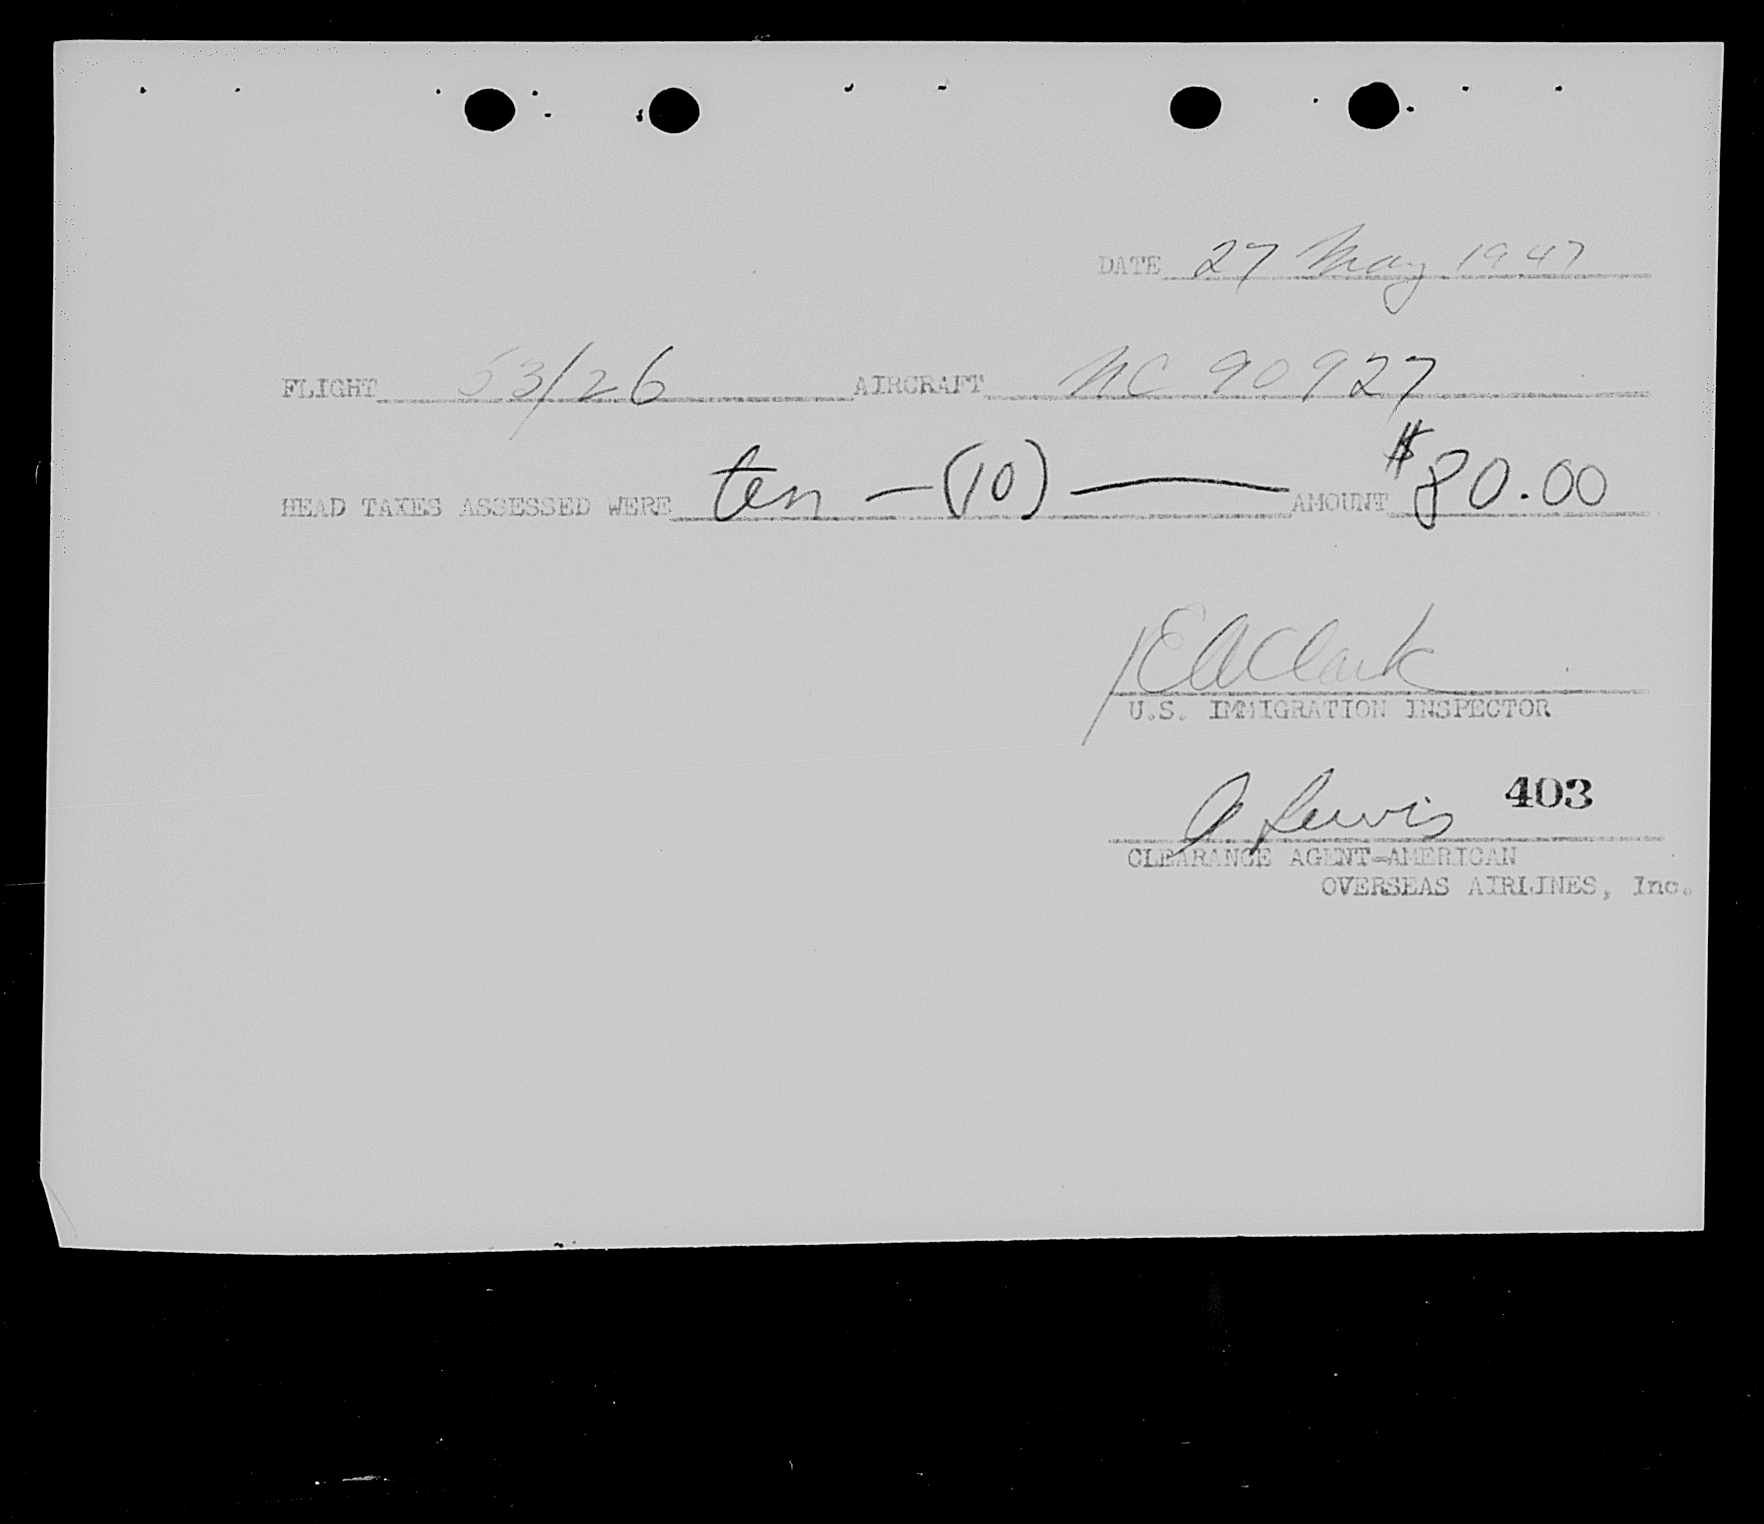 DATE 27 May 1947
FLIGHT 53/26 AIRCRAFT NC 90927
HEAD TAXES ASSESSED WERE ten — (10) — AMOUNT $80.00
E A Clark
U.S. IMMIGRATION INSPECTOR
A Lewis 403
CLEARANCE AGENT-AMERICAN
OVERSEAS AIRLINES, Inc.